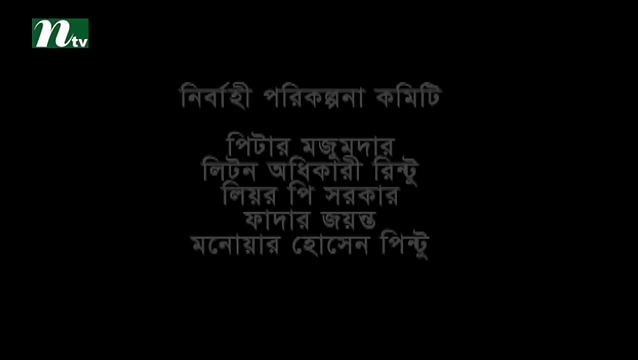 ntv
নির্বাহী পরিকল্পনা কমিটি
পিটার মজুমদার
লিটন অধিকারী রিন্টু
লিয়র পি সরকার
ফাদার জয়ন্ত
মনোয়ার হোসেন পিন্টু